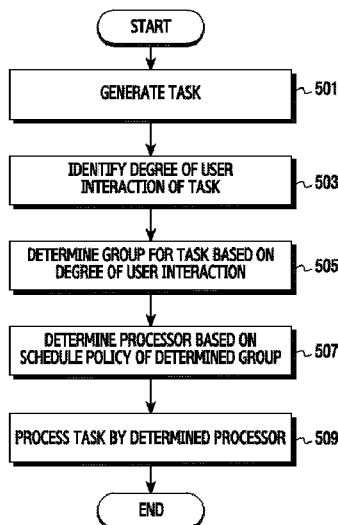 START
GENERATE TASK
501
IDENTIFY DEGREE OF USER
INTERACTION OF TASK
503
DETERMINE GROUP FOR TASK BASED ON
DEGREE OF USER INTERACTION
505
DETERMINE PROCESSOR BASED ON
SCHEDULE POLICY OF DETERMINED GROUP
507
PROCESS TASK BY DETERMINED PROCESSOR
509
END